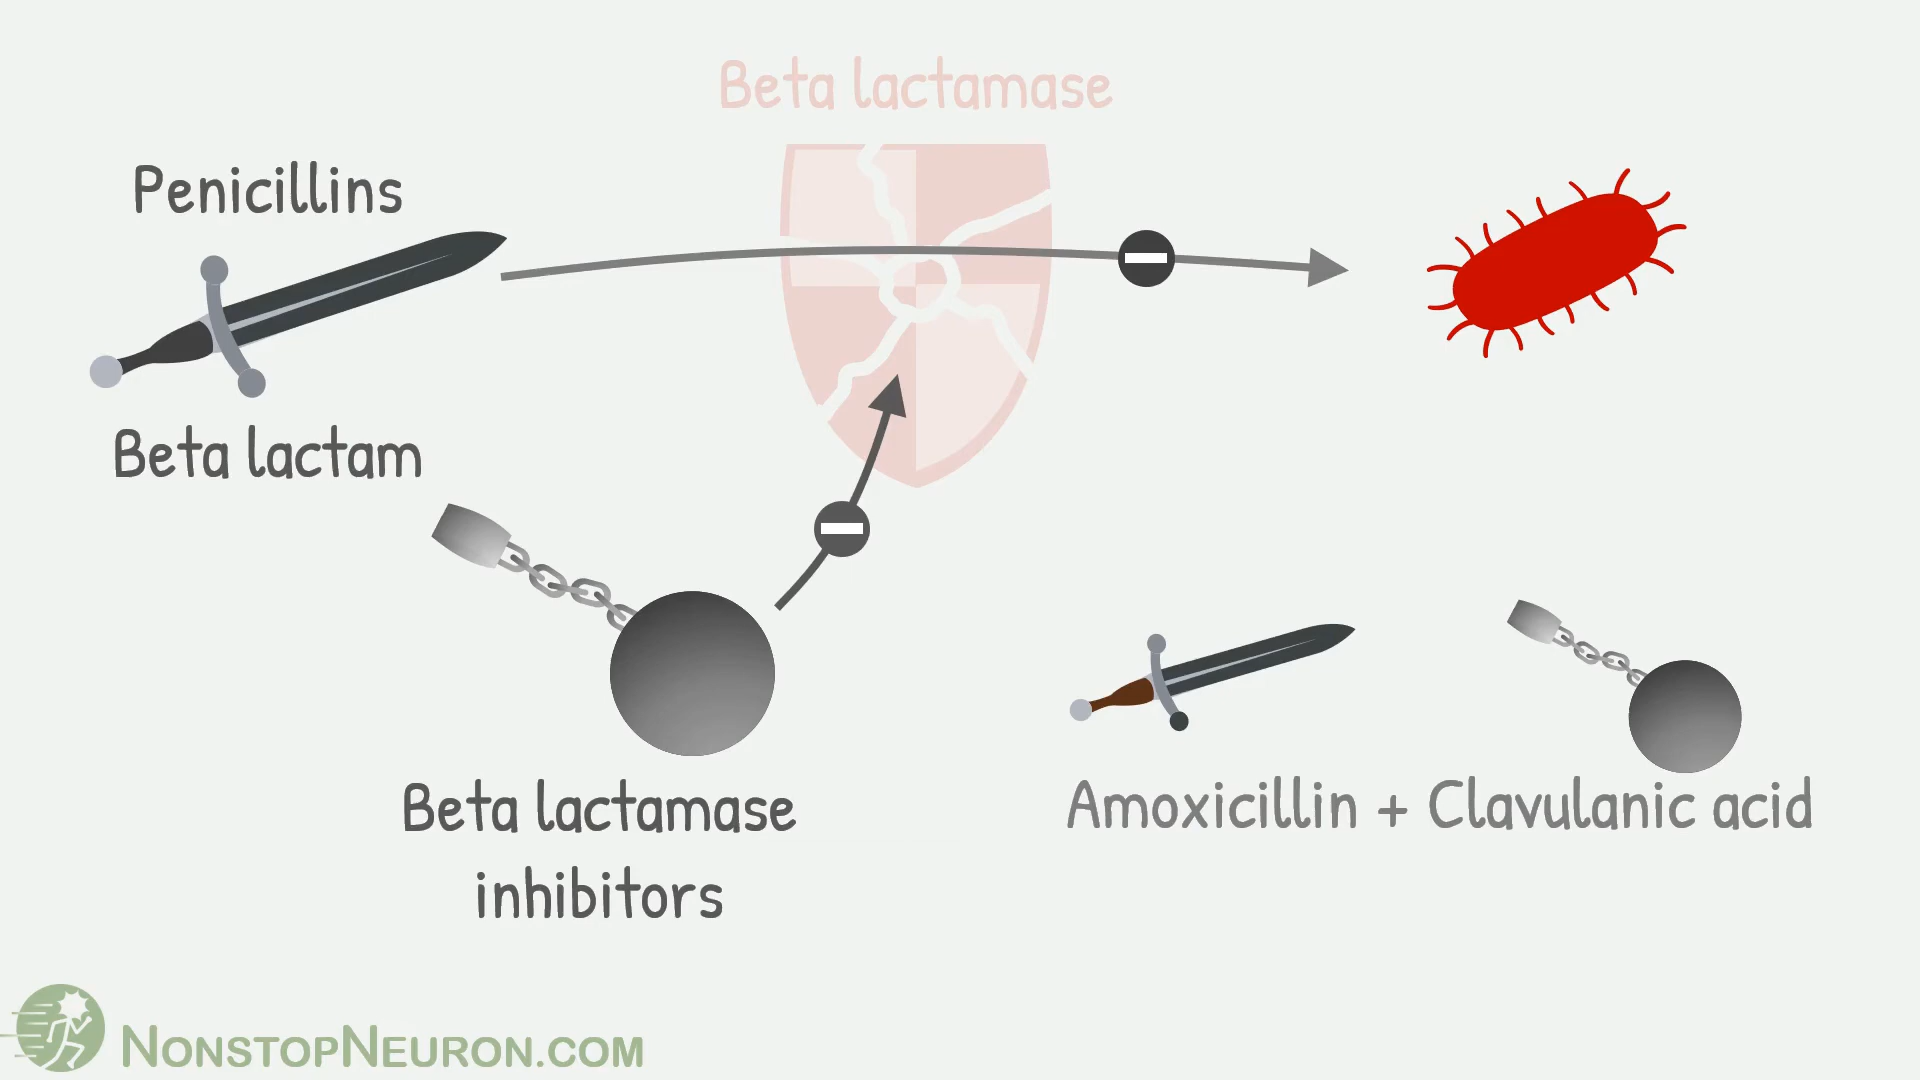 Beta lactamase
Penicillins
Beta lactam
Beta lactamase
inhibitors
Amoxicillin + Clavulanic acid
NONSTOPNEURON.COM